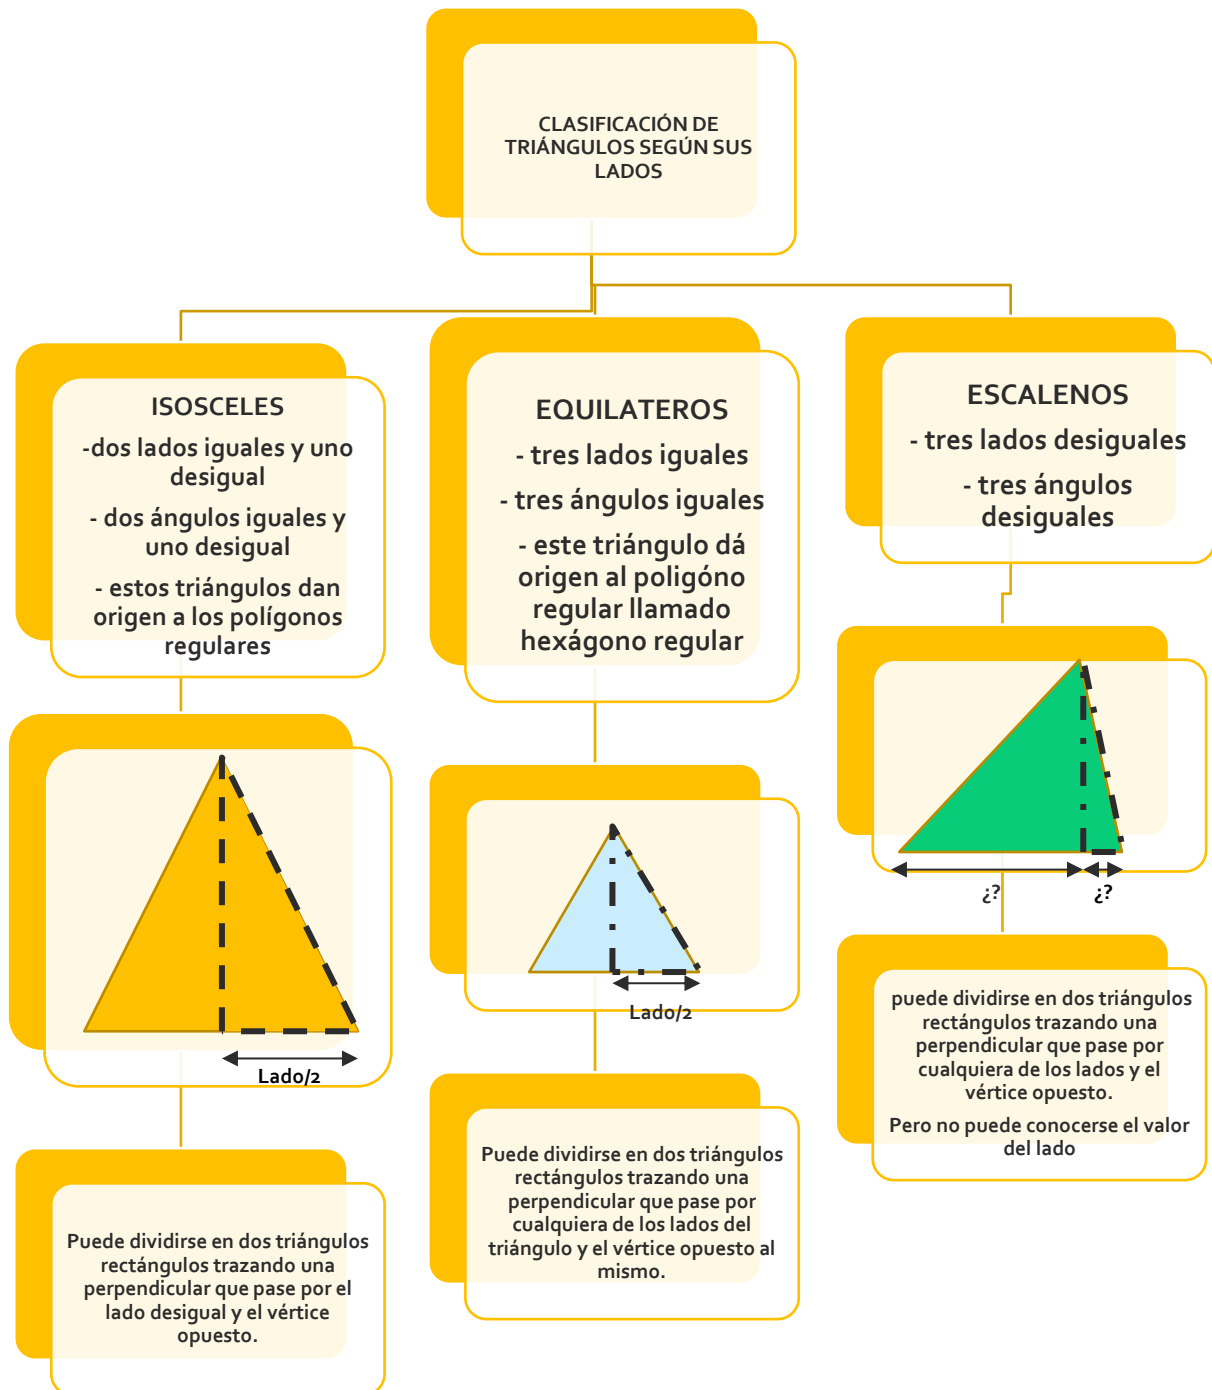 CLASIFICACIÓN DE
TRIÁNGULOS SEGÚN SUS
LADOS
ISOSCELES
-dos lados iguales y uno
desigual
- dos ángulos iguales y
uno desigual
- estos triángulos dan
origen a los polígonos
regulares
Lado/2
Puede dividirse en dos triángulos
rectángulos trazando una
perpendicular que pase por el
lado desigual y el vértice
opuesto.
EQUILATEROS
- tres lados iguales
- tres ángulos iguales
- este triángulo dá
origen al poligóno
regular llamado
hexágono regular
Lado/2
Puede dividirse en dos triángulos
rectángulos trazando una
perpendicular que pase por
cualquiera de los lados del
triángulo y el vértice opuesto al
mismo.
ESCALENOS
- tres lados desiguales
- tres ángulos
desiguales
¿? ¿?
puede dividirse en dos triángulos
rectángulos trazando una
perpendicular que pase por
cualquiera de los lados y el
vértice opuesto.
Pero no puede conocerse el valor
del lado